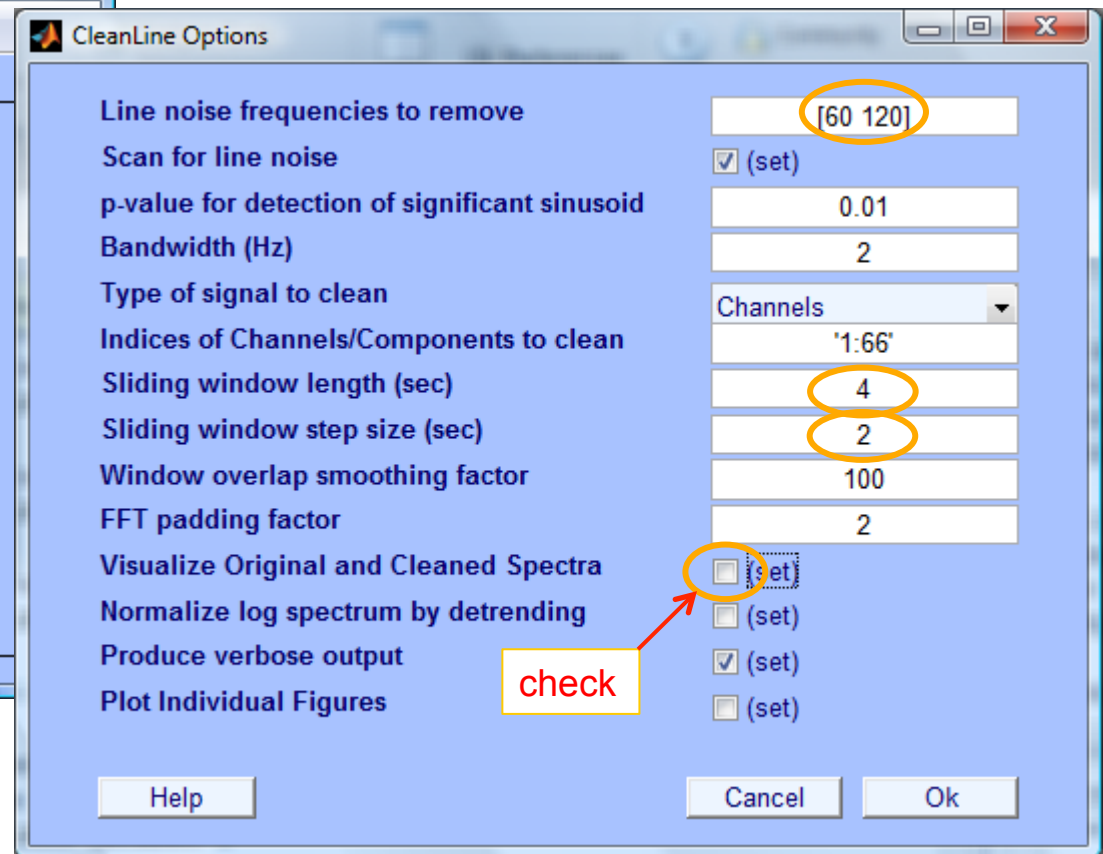 CleanLine Options
Line noise frequencies to remove [60 120]
Scan for line noise (set)
p-value for detection of significant sinusoid 0.01
Bandwidth (Hz) 2
Type of signal to clean Channels
Indices of Channels/Components to clean '1:66'
Sliding window length (sec) 4
Sliding window step size (sec) 2
Window overlap smoothing factor 100
FFT padding factor 2
Visualize Original and Cleaned Spectra (set)
Normalize log spectrum by detrending (set)
Produce verbose output (set)
check
Plot Individual Figures (set)
Help Cancel Ok